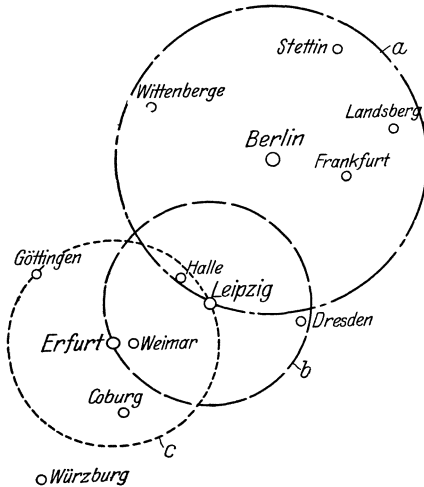 Stettin
a
Wittenberge
Landsberg
Berlin
Frankfurt
Göttingen
Halle
Leipzig
Dresden
Erfurt
Weimar
b
Coburg
c
Würzburg